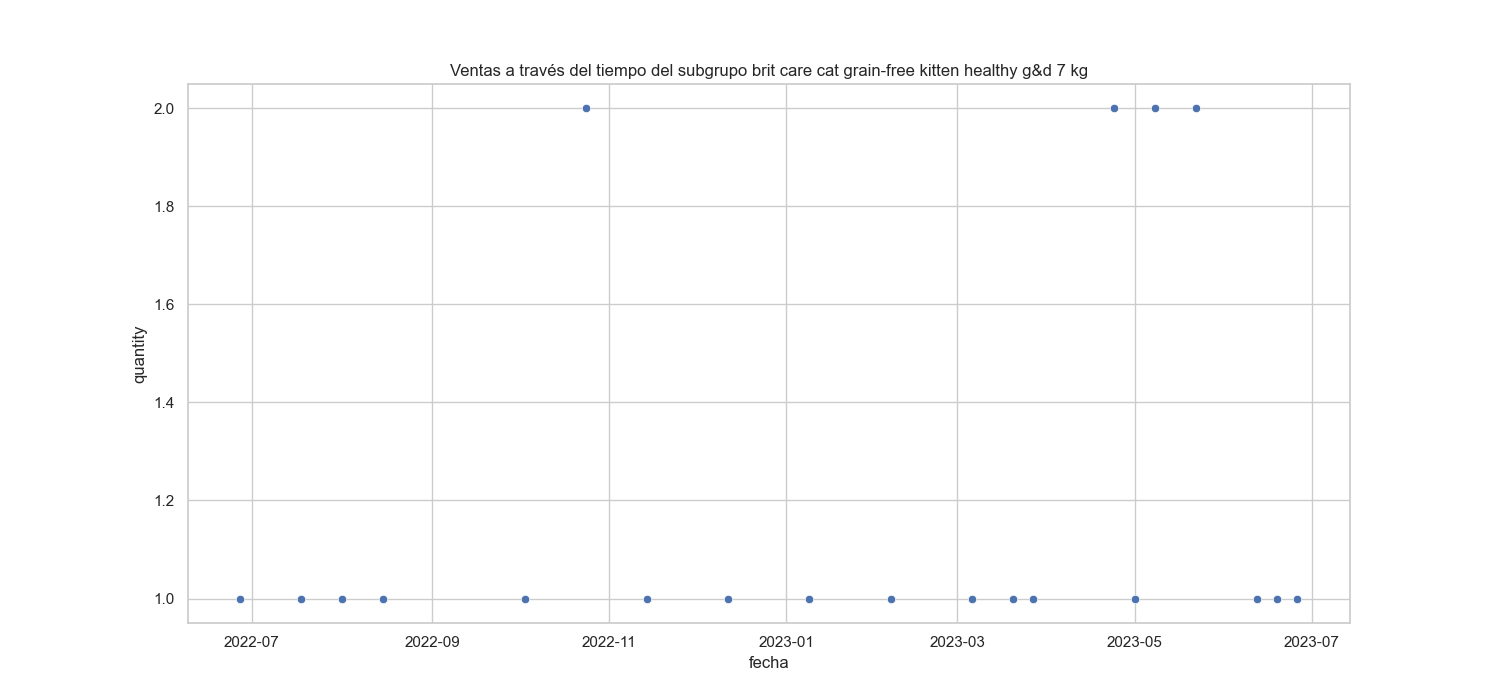 Ventas a través del tiempo del subgrupo brit care cat grain-free kitten healthy g&d 7 kg
2.0
1.8
1.6
1.4
1.2
1.0
quantity
2022-07 2022-09 2022-11 2023-01 2023-03 2023-05 2023-07
fecha